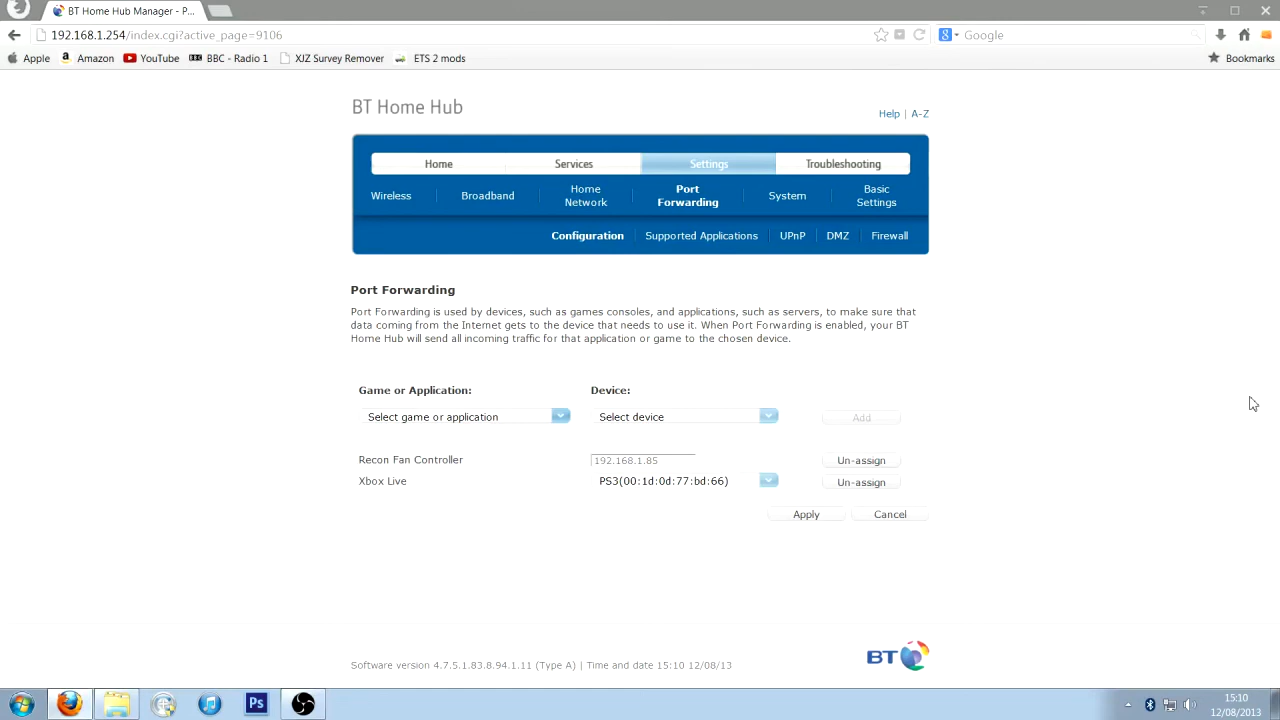 BT Home Hub Manager - P...
192.168.1.254/index.cgi?active_page=9106
Google
Apple
Amazon
YouTube
BBC - Radio 1
XJZ Survey Remover
ETS 2 mods
Bookmarks
BT Home Hub
Help | A-Z
Home
Services
Settings
Troubleshooting
Wireless
Broadband
Home
Network
Port
Forwarding
System
Basic
Settings
Configuration
Supported Applications
UPnP
DMZ
Firewall
Port Forwarding
Port Forwarding is used by devices, such as games consoles, and applications, such as servers, to make sure that
data coming from the Internet gets to the device that needs to use it. When Port Forwarding is enabled, your BT
Home Hub will send all incoming traffic for that application or game to the chosen device.
Game or Application:
Device:
Select game or application
Select device
Add
Recon Fan Controller
192.168.1.85
Un-assign
Xbox Live
PS3(00:1d:0d:77:bd:66)
Un-assign
Apply
Cancel
BT
Software version 4.7.5.1.83.8.94.1.11 (Type A) | Time and date 15:10 12/08/13
Ps
15:10
12/08/2013